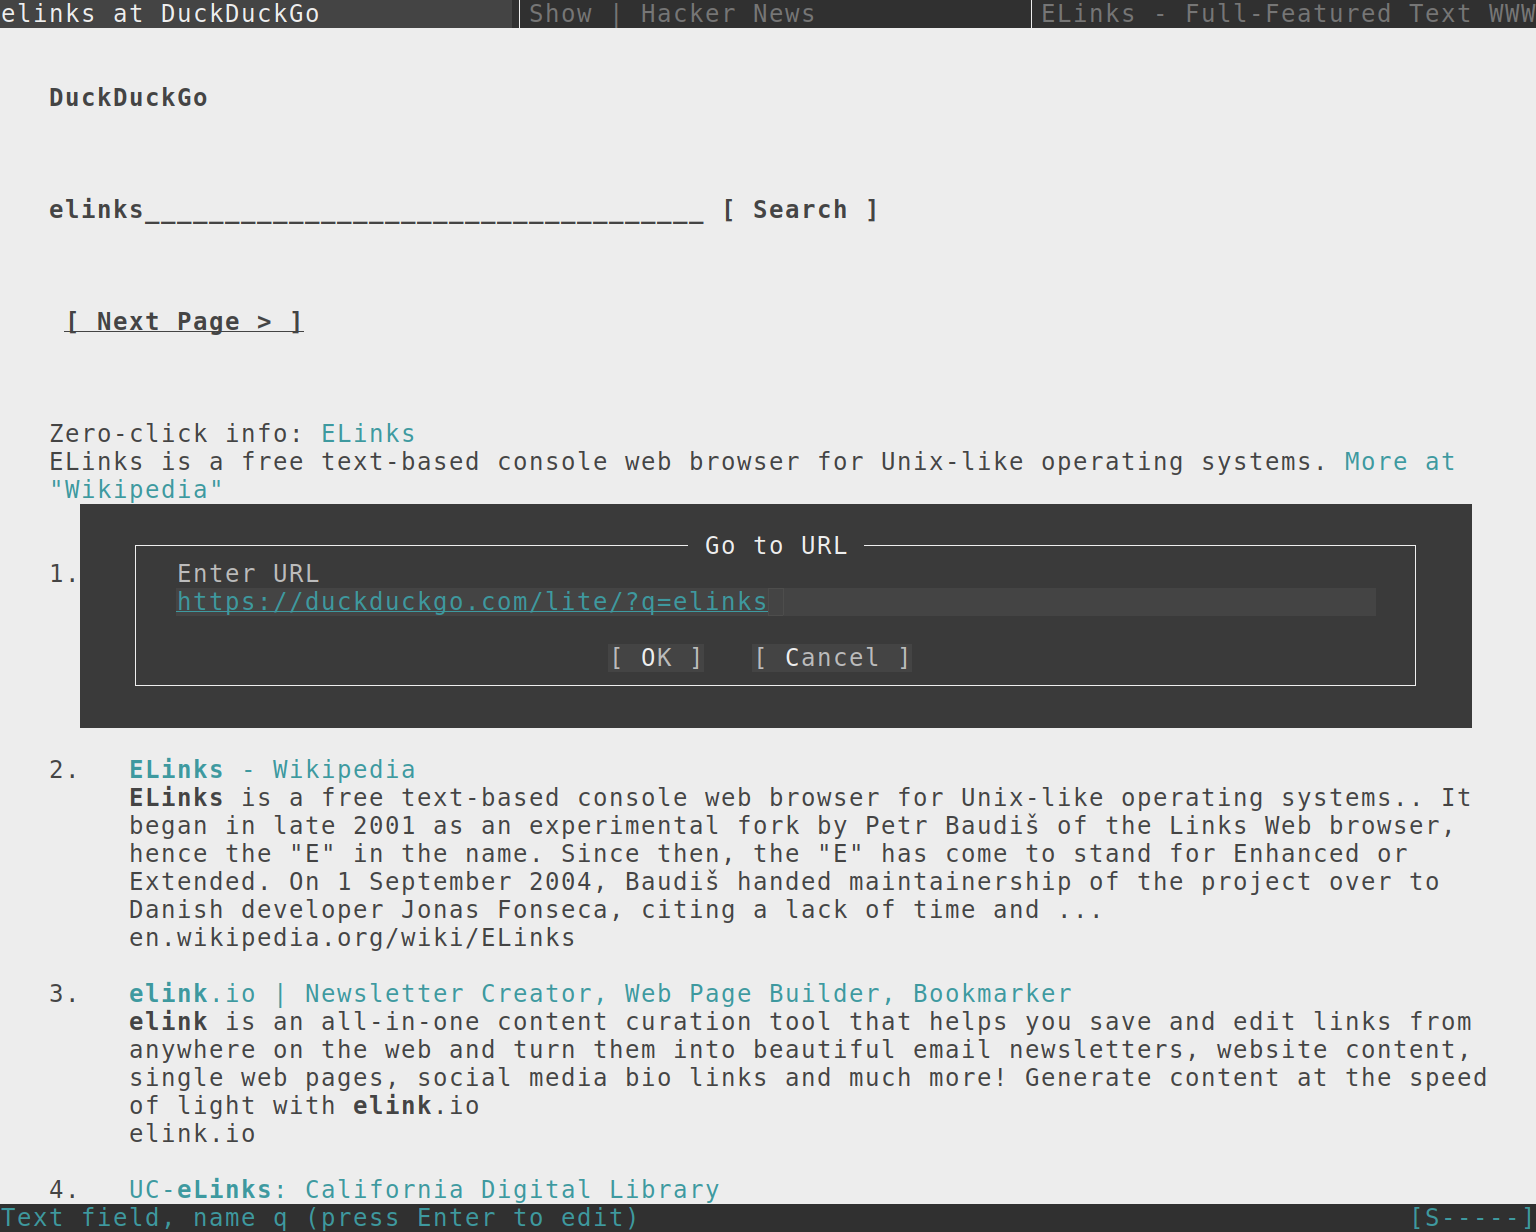 elinks at DuckDuckGo | Show | Hacker News | ELinks - Full-Featured Text WWW
DuckDuckGo
elinks___________________________________ [ Search ]
[ Next Page > ]
Zero-click info: ELinks
ELinks is a free text-based console web browser for Unix-like operating systems. More at
"Wikipedia"
Go to URL
1.
Enter URL
https://duckduckgo.com/lite/?q=elinks
[ OK ] [ Cancel ]
2. ELinks - Wikipedia
ELinks is a free text-based console web browser for Unix-like operating systems.. It
began in late 2001 as an experimental fork by Petr Baudiš of the Links Web browser,
hence the "E" in the name. Since then, the "E" has come to stand for Enhanced or
Extended. On 1 September 2004, Baudiš handed maintainership of the project over to
Danish developer Jonas Fonseca, citing a lack of time and ...
en.wikipedia.org/wiki/ELinks
3. elink.io | Newsletter Creator, Web Page Builder, Bookmarker
elink is an all-in-one content curation tool that helps you save and edit links from
anywhere on the web and turn them into beautiful email newsletters, website content,
single web pages, social media bio links and much more! Generate content at the speed
of light with elink.io
elink.io
4. UC-eLinks: California Digital Library
Text field, name q (press Enter to edit) [S-----]